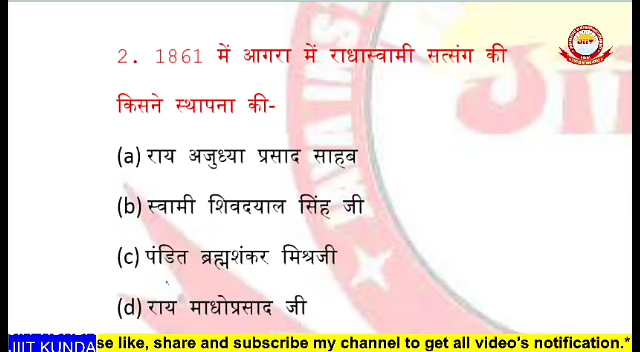 2. 1861 में आगरा में राधास्वामी सत्संग की
किसने स्थापना की-
(a) राय अजुध्या प्रसाद साहब
(b) स्वामी शिवदयाल सिंह जी
(c) पंडित ब्रह्मशंकर मिश्रजी
(d) राय माधोप्रसाद जी
JIIT KUNDA
se like, share and subscribe my channel to get all video's notification.*